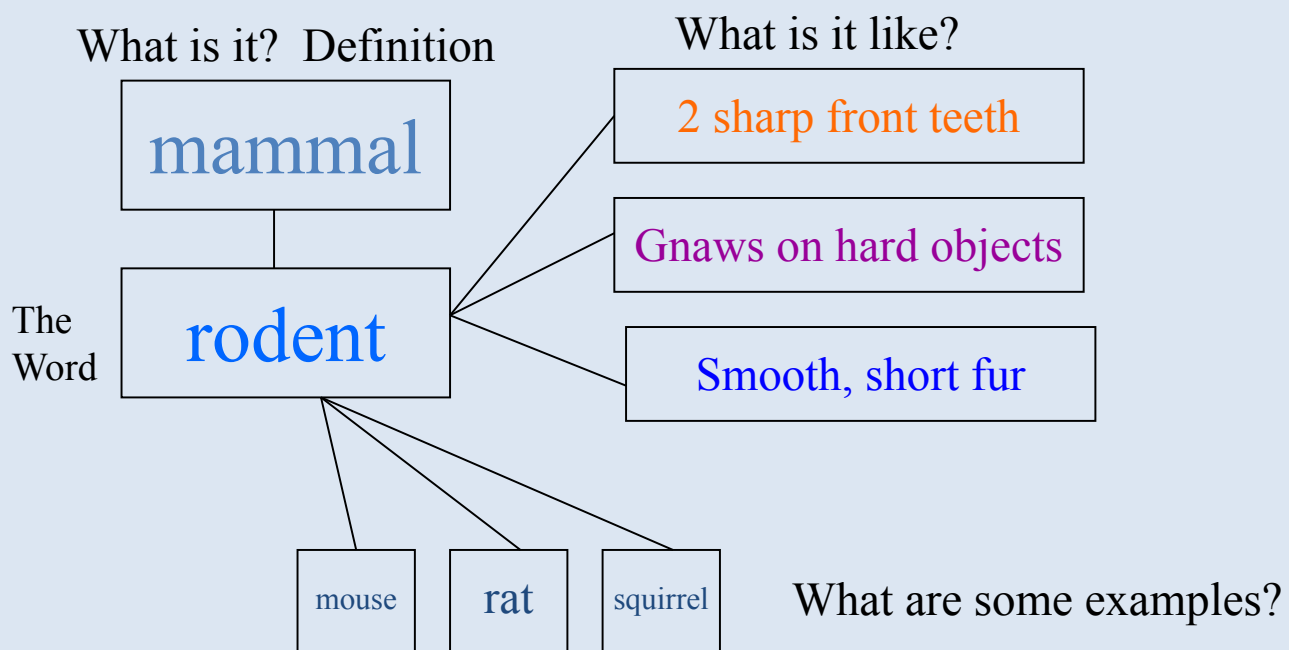 What is it?  Definition
What is it like?
mammal
2 sharp front teeth
Gnaws on hard objects
The
Word
rodent
Smooth, short fur
mouse
rat
squirrel
What are some examples?